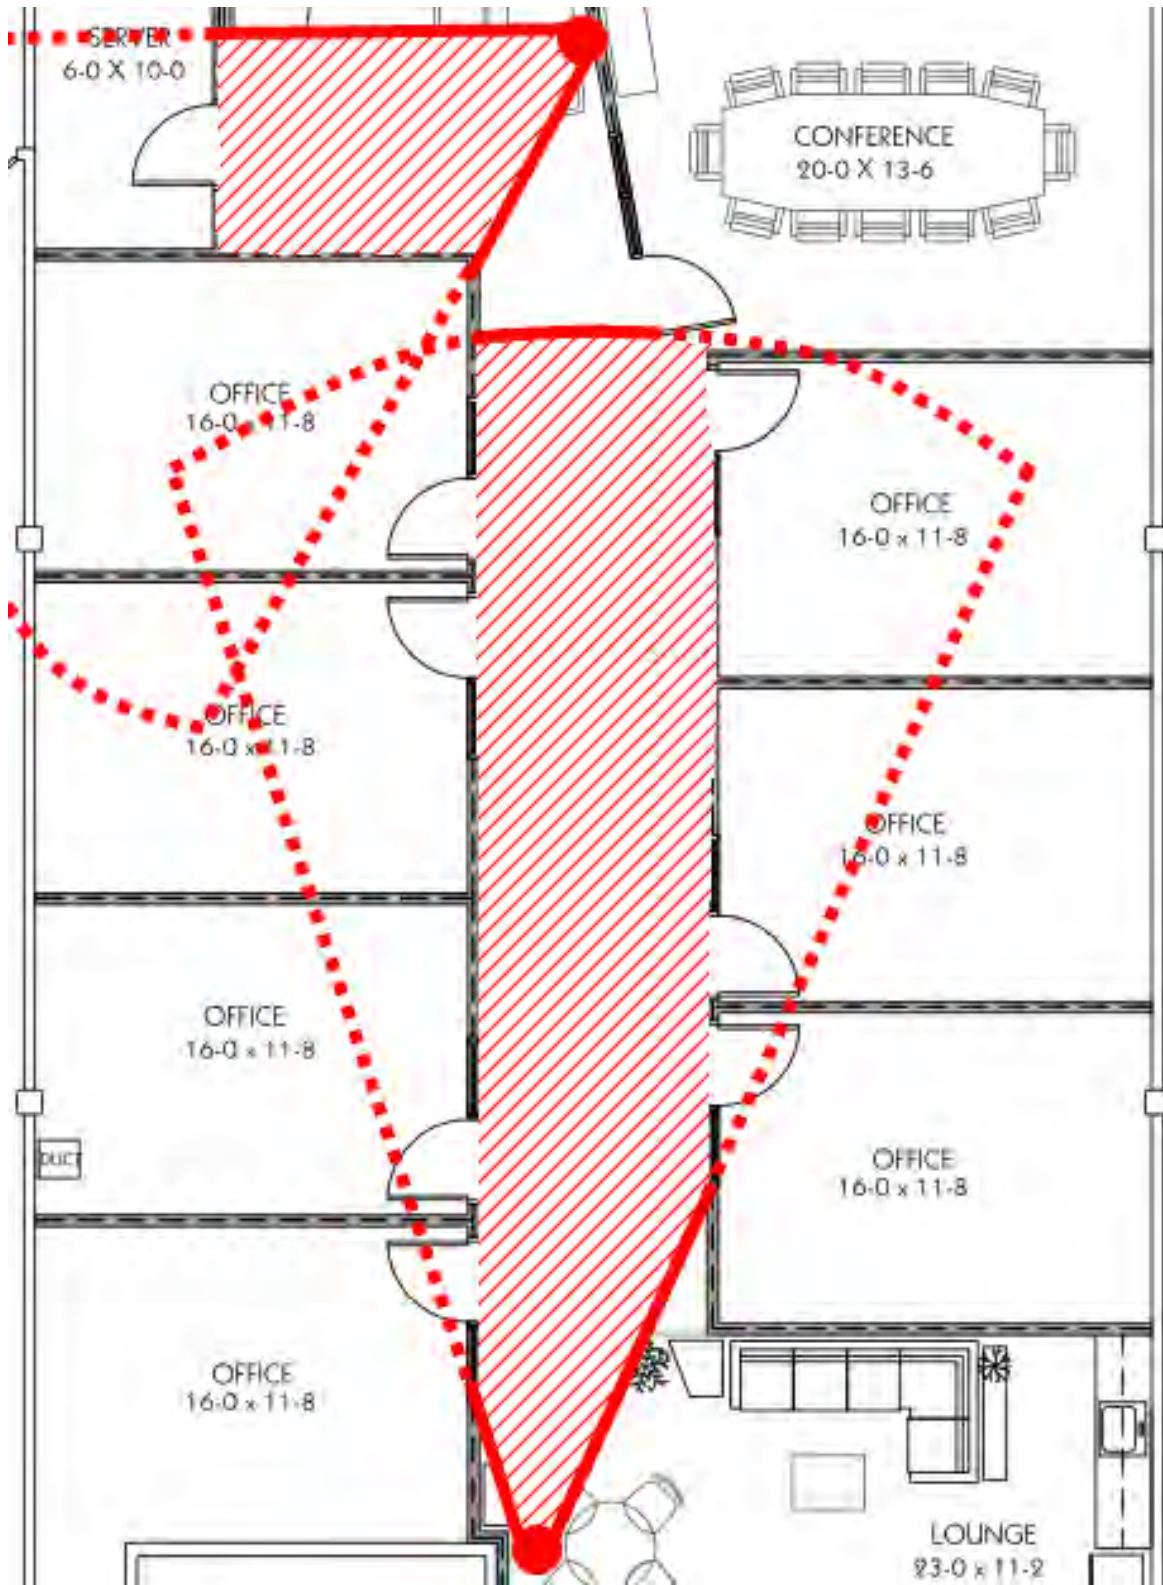 SERVER
6-0 X 10-0
CONFERENCE
20-0 X 13-6
OFFICE
16-0 x 11-8
OFFICE
16-0 x 11-8
OFFICE
16-0 x 11-8
OFFICE
16-0 x 11-8
OFFICE
16-0 x 11-8
DUCT
OFFICE
16-0 x 11-8
OFFICE
16-0 x 11-8
LOUNGE
23-0 x 11-2